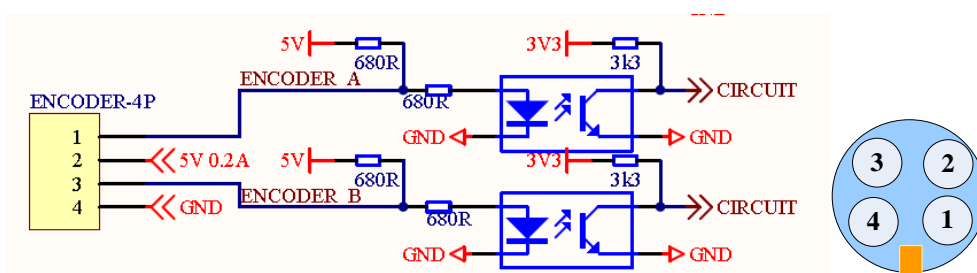 5V
680R
3V3
3k3
ENCODER A
680R
CIRCUIT
ENCODER-4P
GND
GND
1
2
3
4
5V 0.2A
GND
5V
680R
3V3
3k3
ENCODER B
680R
CIRCUIT
GND
GND
3
2
4
1